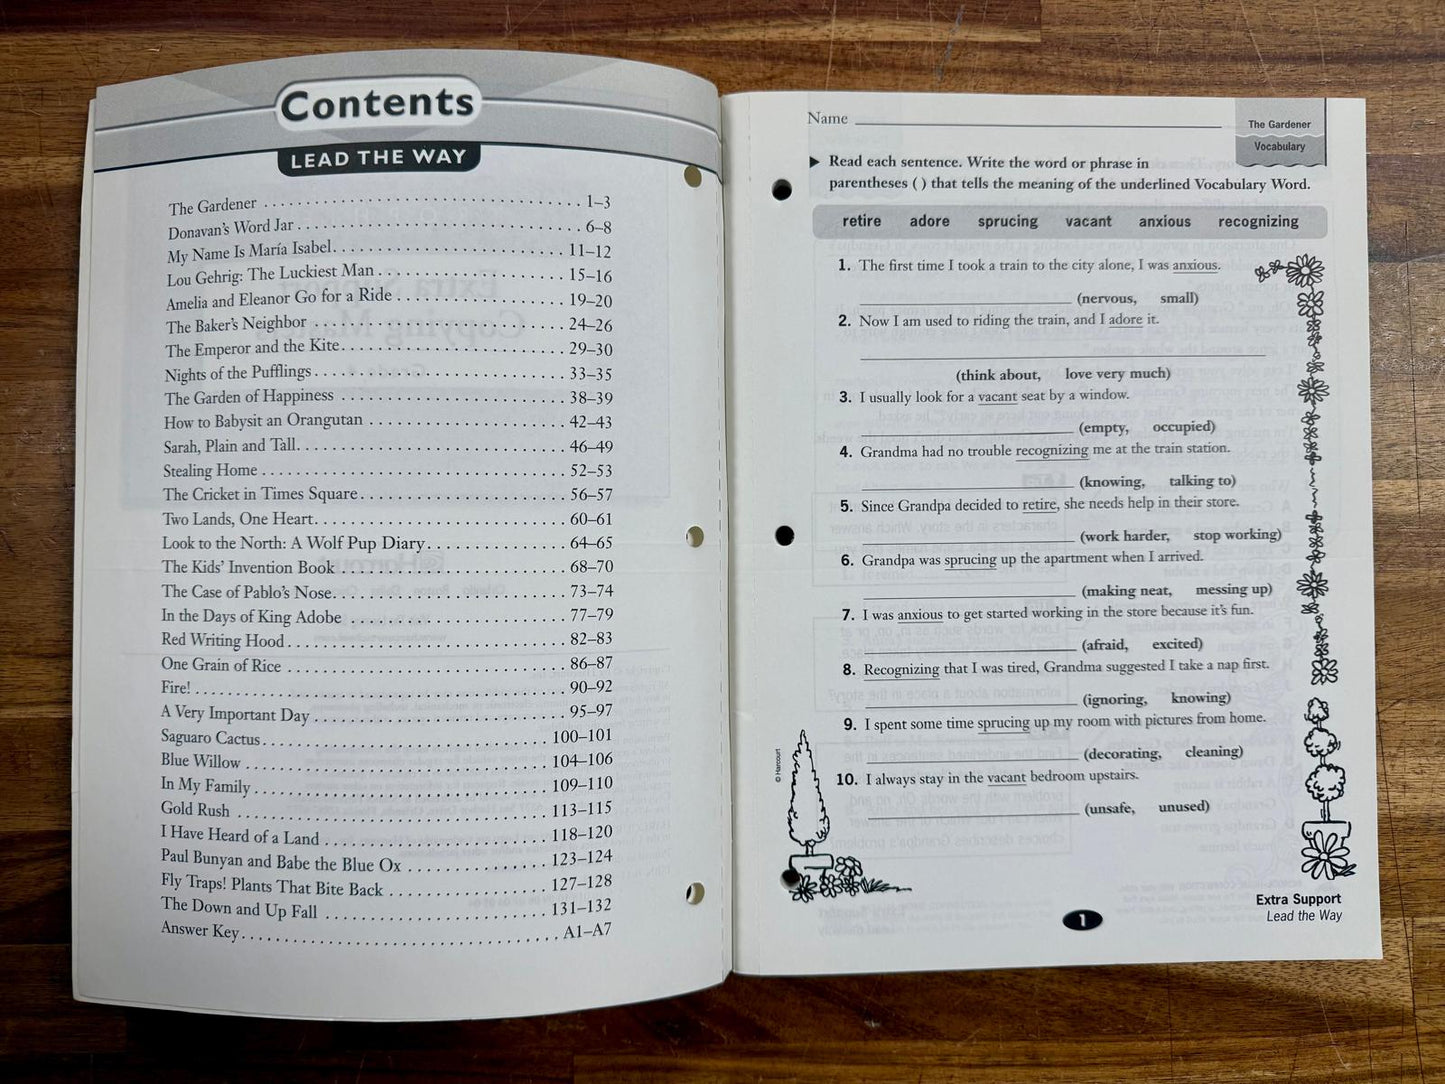 Contents
LEAD THE WAY
The Gardener . . . . . . . . . . . . . . . . . . . . . . . . . . . . . . . . . 1–3
Donavan's Word Jar . . . . . . . . . . . . . . . . . . . . . . . . . . . . . 6–8
My Name Is María Isabel. . . . . . . . . . . . . . . . . . . . . . . . 11–12
Lou Gehrig: The Luckiest Man . . . . . . . . . . . . . . . . . . . . 15–16
Amelia and Eleanor Go for a Ride . . . . . . . . . . . . . . . . . . 19–20
The Baker's Neighbor . . . . . . . . . . . . . . . . . . . . . . . . . . 24–26
The Emperor and the Kite. . . . . . . . . . . . . . . . . . . . . . . 29–30
Nights of the Pufflings. . . . . . . . . . . . . . . . . . . . . . . . . . 33–35
The Garden of Happiness . . . . . . . . . . . . . . . . . . . . . . . 38–39
How to Babysit an Orangutan . . . . . . . . . . . . . . . . . . . . 42–43
Sarah, Plain and Tall. . . . . . . . . . . . . . . . . . . . . . . . . . . 46–49
Stealing Home . . . . . . . . . . . . . . . . . . . . . . . . . . . . . . . 52–53
The Cricket in Times Square. . . . . . . . . . . . . . . . . . . . . 56–57
Two Lands, One Heart. . . . . . . . . . . . . . . . . . . . . . . . . . 60–61
Look to the North: A Wolf Pup Diary. . . . . . . . . . . . . . 64–65
The Kids' Invention Book . . . . . . . . . . . . . . . . . . . . . . . 68–70
The Case of Pablo's Nose. . . . . . . . . . . . . . . . . . . . . . . . 73–74
In the Days of King Adobe . . . . . . . . . . . . . . . . . . . . . . 77–79
Red Writing Hood . . . . . . . . . . . . . . . . . . . . . . . . . . . . . 82–83
One Grain of Rice . . . . . . . . . . . . . . . . . . . . . . . . . . . . . 86–87
Fire! . . . . . . . . . . . . . . . . . . . . . . . . . . . . . . . . . . . . . . 90–92
A Very Important Day . . . . . . . . . . . . . . . . . . . . . . . . . . 95–97
Saguaro Cactus. . . . . . . . . . . . . . . . . . . . . . . . . . . . . 100–101
Blue Willow . . . . . . . . . . . . . . . . . . . . . . . . . . . . . . . . 104–106
In My Family . . . . . . . . . . . . . . . . . . . . . . . . . . . . . . . 109–110
Gold Rush . . . . . . . . . . . . . . . . . . . . . . . . . . . . . . . . . 113–115
I Have Heard of a Land . . . . . . . . . . . . . . . . . . . . . . . . 118–120
Paul Bunyan and Babe the Blue Ox . . . . . . . . . . . . . . . 123–124
Fly Traps! Plants That Bite Back . . . . . . . . . . . . . . . . . 127–128
The Down and Up Fall . . . . . . . . . . . . . . . . . . . . . . . . 131–132
Answer Key. . . . . . . . . . . . . . . . . . . . . . . . . . . . . . . . . . A1–A7
Name
The Gardener
Vocabulary
▶ Read each sentence. Write the word or phrase in
parentheses ( ) that tells the meaning of the underlined Vocabulary Word.
retire adore sprucing vacant anxious recognizing
1. The first time I took a train to the city alone, I was anxious.
(nervous, small)
2. Now I am used to riding the train, and I adore it.
(think about, love very much)
3. I usually look for a vacant seat by a window.
(empty, occupied)
4. Grandma had no trouble recognizing me at the train station.
(knowing, talking to)
5. Since Grandpa decided to retire, she needs help in their store.
(work harder, stop working)
6. Grandpa was sprucing up the apartment when I arrived.
(making neat, messing up)
7. I was anxious to get started working in the store because it's fun.
(afraid, excited)
8. Recognizing that I was tired, Grandma suggested I take a nap first.
(ignoring, knowing)
9. I spent some time sprucing up my room with pictures from home.
(decorating, cleaning)
10. I always stay in the vacant bedroom upstairs.
(unsafe, unused)
© Harcourt
1
Extra Support
Lead the Way